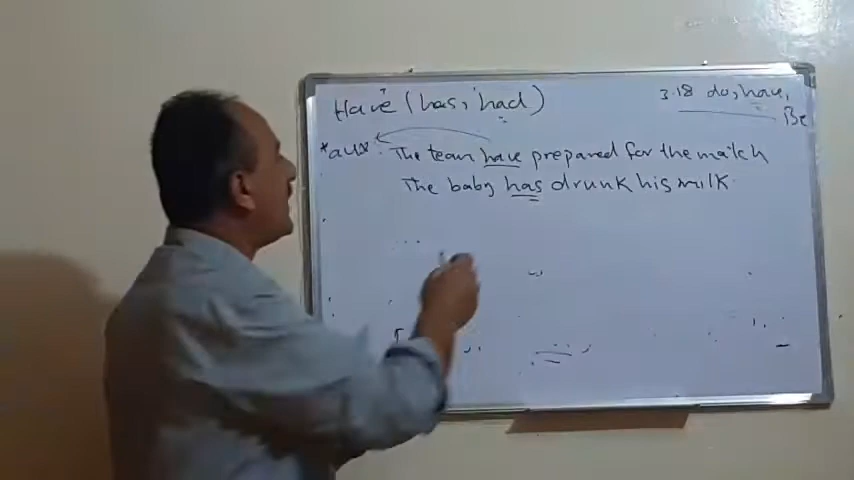 Have (has, had)
3.18 do, have,
Be
*aux. The team have prepared for the match
The baby has drunk his milk.